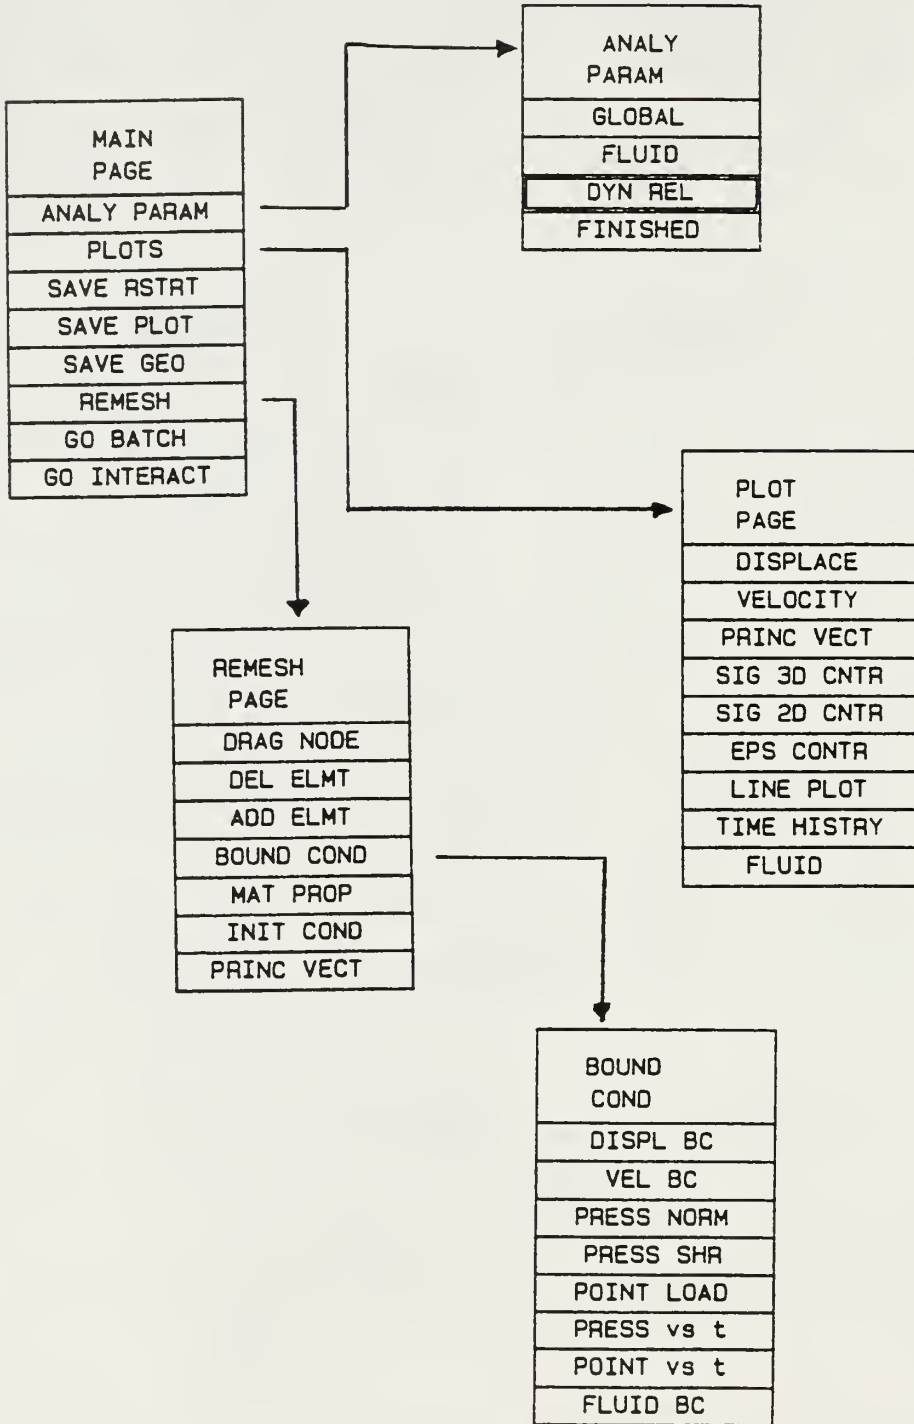 ANALY
PARAM
GLOBAL
FLUID
DYN REL
FINISHED
MAIN
PAGE
ANALY PARAM
PLOTS
SAVE RSTRT
SAVE PLOT
SAVE GEO
REMESH
GO BATCH
GO INTERACT
PLOT
PAGE
DISPLACE
VELOCITY
PRINC VECT
SIG 3D CNTR
SIG 2D CNTR
EPS CONTR
LINE PLOT
TIME HISTRY
FLUID
REMESH
PAGE
DRAG NODE
DEL ELMT
ADD ELMT
BOUND COND
MAT PROP
INIT COND
PRINC VECT
BOUND
COND
DISPL BC
VEL BC
PRESS NORM
PRESS SHR
POINT LOAD
PRESS vs t
POINT vs t
FLUID BC